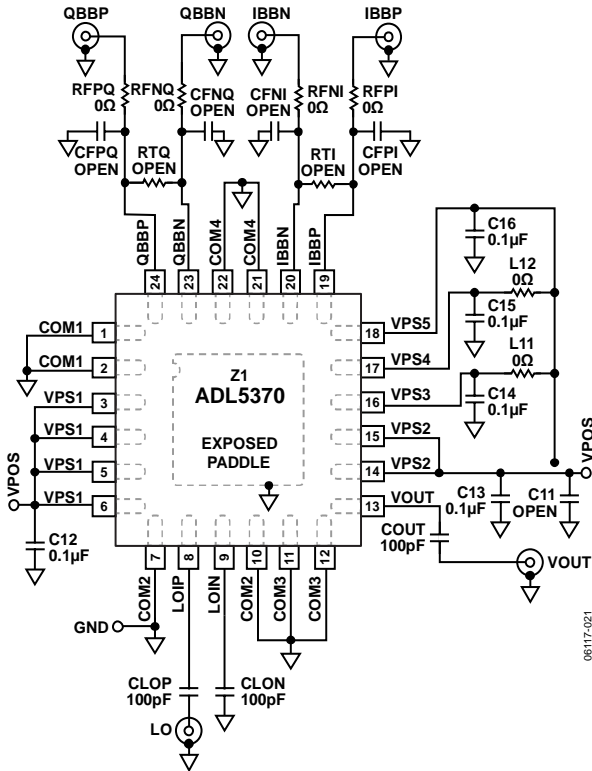 QBBP QBBN IBBN IBBP
RFPQ
0Ω
RFNQ
0Ω
CFNQ
OPEN
CFNI
OPEN
RFNI
0Ω
RFPI
0Ω
CFPQ
OPEN
RTQ
OPEN
RTI
OPEN
CFPI
OPEN
QBBP
QBBN
COM4
COM4
IBBN
IBBP
24
23
22
21
20
19
C16
0.1µF
L12
0Ω
C15
0.1µF
L11
0Ω
C14
0.1µF
COM1 1
COM1 2
VPS1 3
VPS1 4
VPS1 5
VPS1 6
VPOS
C12
0.1µF
Z1
ADL5370
EXPOSED
PADDLE
18 VPS5
17 VPS4
16 VPS3
15 VPS2
14 VPS2
13 VOUT
VPOS
C13
0.1µF
C11
OPEN
COUT
100pF
VOUT
7
8
9
10
11
12
COM2
LOIP
LOIN
COM2
COM3
COM3
GND
CLOP
100pF
CLON
100pF
LO
06117-021